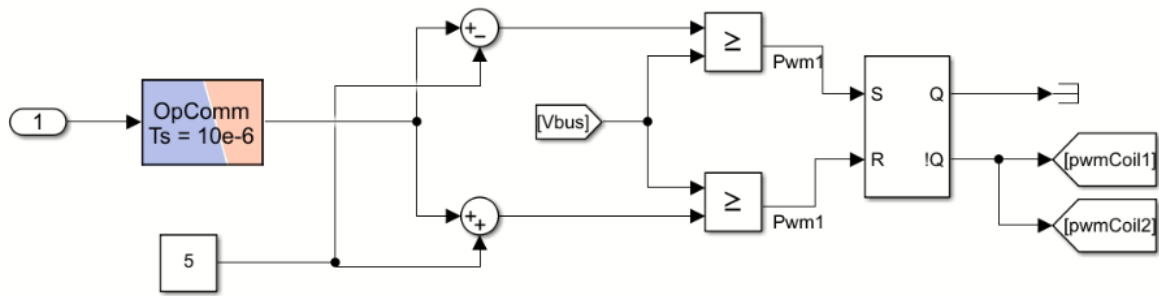 +
-
≥
Pwm1
OpComm
Ts = 10e-6
1
[Vbus]
S
Q
R
!Q
[pwmCoil1]
[pwmCoil2]
+
+
≥
Pwm1
5